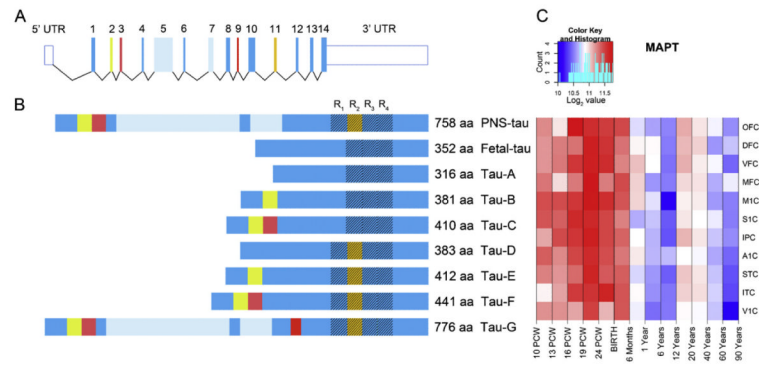 A
5' UTR 1 2 3 4 5 6 7 8 9 10 11 12 13 14 3' UTR
B
R1 R2 R3 R4
758 aa PNS-tau
352 aa Fetal-tau
316 aa Tau-A
381 aa Tau-B
410 aa Tau-C
383 aa Tau-D
412 aa Tau-E
441 aa Tau-F
776 aa Tau-G
C
Color Key
and Histogram
MAPT
Count
0 2 4
10 10.5 11 11.5
Log2 value
OFC
DFC
VFC
MFC
M1C
S1C
IPC
A1C
STC
ITC
V1C
10 PCW
13 PCW
16 PCW
19 PCW
24 PCW
BIRTH
6 Months
1 Year
6 Years
12 Years
20 Years
40 Years
60 Years
90 Years